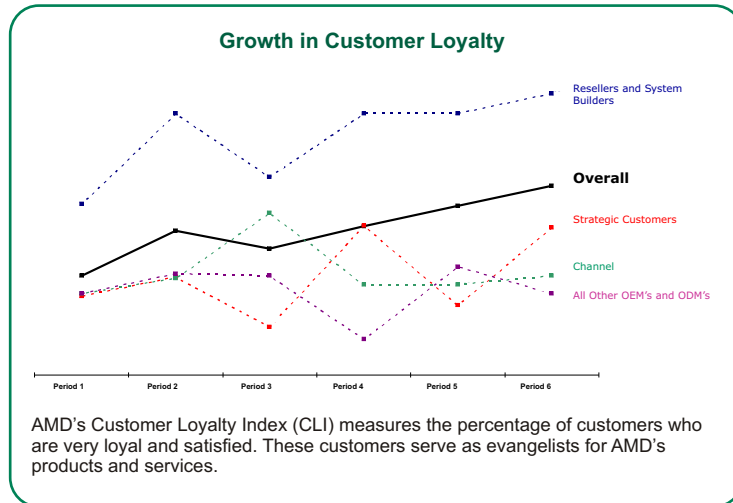 Growth in Customer Loyalty
Resellers and System
Builders
Overall
Strategic Customers
Channel
All Other OEM's and ODM's
Period 1 Period 2 Period 3 Period 4 Period 5 Period 6
AMD's Customer Loyalty Index (CLI) measures the percentage of customers who
are very loyal and satisfied. These customers serve as evangelists for AMD's
products and services.